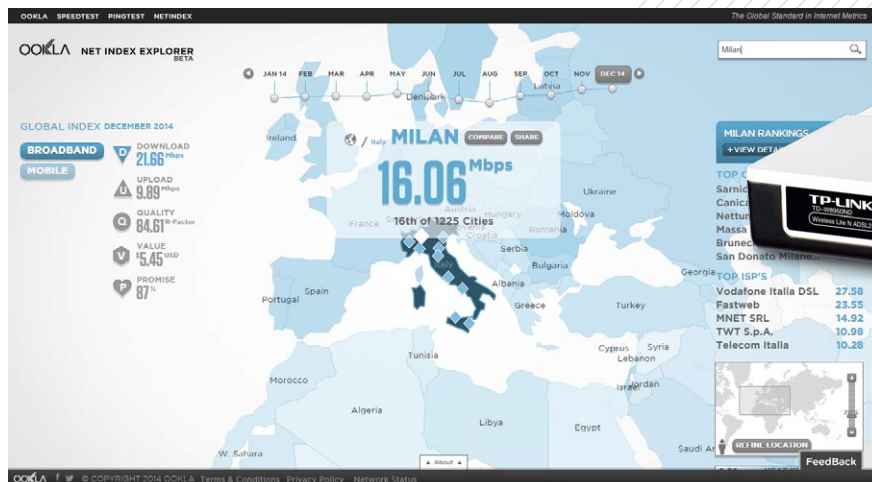 OOKLA SPEEDTEST PINGTEST NETINDEX
The Global Standard in Internet Metrics
OOKLA NET INDEX EXPLORER
BETA
Milan
JAN 14 FEB MAR APR MAY JUN JUL AUG SEP OCT NOV DEC 14
GLOBAL INDEX DECEMBER 2014
BROADBAND
MOBILE
DOWNLOAD
21.66 Mbps
UPLOAD
9.89 Mbps
QUALITY
84.61 R-Factor
VALUE
$5.45 USD
PROMISE
87%
/ Italy MILAN COMPARE SHARE
16.06 Mbps
16th of 1225 Cities
Denmark
Latvia
Ireland
Ukraine
France
Austria
Hungary
Moldova
Croatia
Romania
Serbia
Italy
Bulgaria
Georgia
Albania
Spain
Portugal
Greece
Turkey
Cyprus
Syria
Lebanon
Tunisia
Israel
Jordan
Morocco
Algeria
Libya
Egypt
W. Sahara
Saudi
MILAN RANKINGS
+VIEW
TOP
Massa
San Donato Milane...
TP-LINK
TD-W8960ND
Wireless Lite N
TOP ISP'S
Vodafone Italia DSL 27.58
Fastweb 23.55
MNET SRL 14.92
TWT S.p.A. 10.98
Telecom Italia 10.28
REFINE LOCATION
FeedBack
About
OOKLA f © COPYRIGHT 2014 OOKLA Terms & Conditions Privacy Policy Network Status